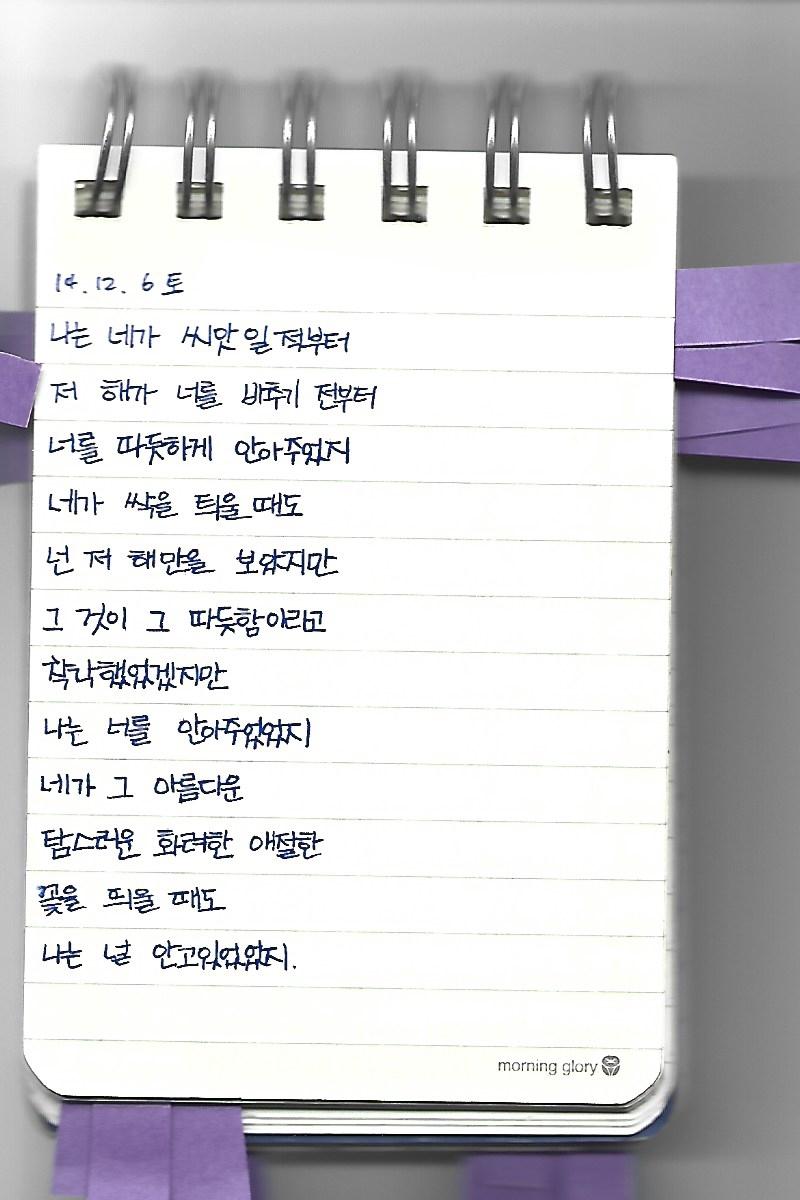 14.12.6 토
나는 네가 씨앗일적부터
저 해가 너를 비추기 전부터
너를 따듯하게 안아주었지
네가 싹을 틔울 때도
넌 저 해만을 보았지만
그것이 그 따듯함이라고
착각했었겠지만
나는 너를 안아주었었지
네가 그 아름다운
탐스러운 화려한 애절한
꽃을 띄울 때도
나는 널 안고있었었지.
morning glory